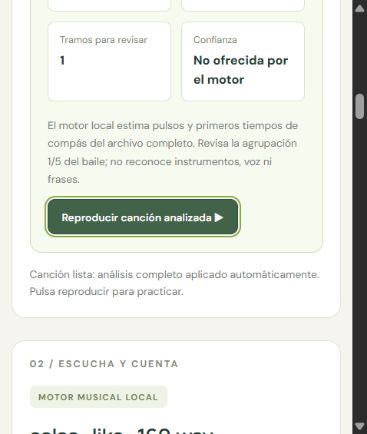 Tramos para revisar
1
Confianza
No ofrecida por
el motor
El motor local estima pulsos y primeros tiempos de
compás del archivo completo. Revisa la agrupación
1/5 del baile; no reconoce instrumentos, voz ni
frases.
Reproducir canción analizada ▶
Canción lista: análisis completo aplicado automáticamente.
Pulsa reproducir para practicar.
02 / ESCUCHA Y CUENTA
MOTOR MUSICAL LOCAL